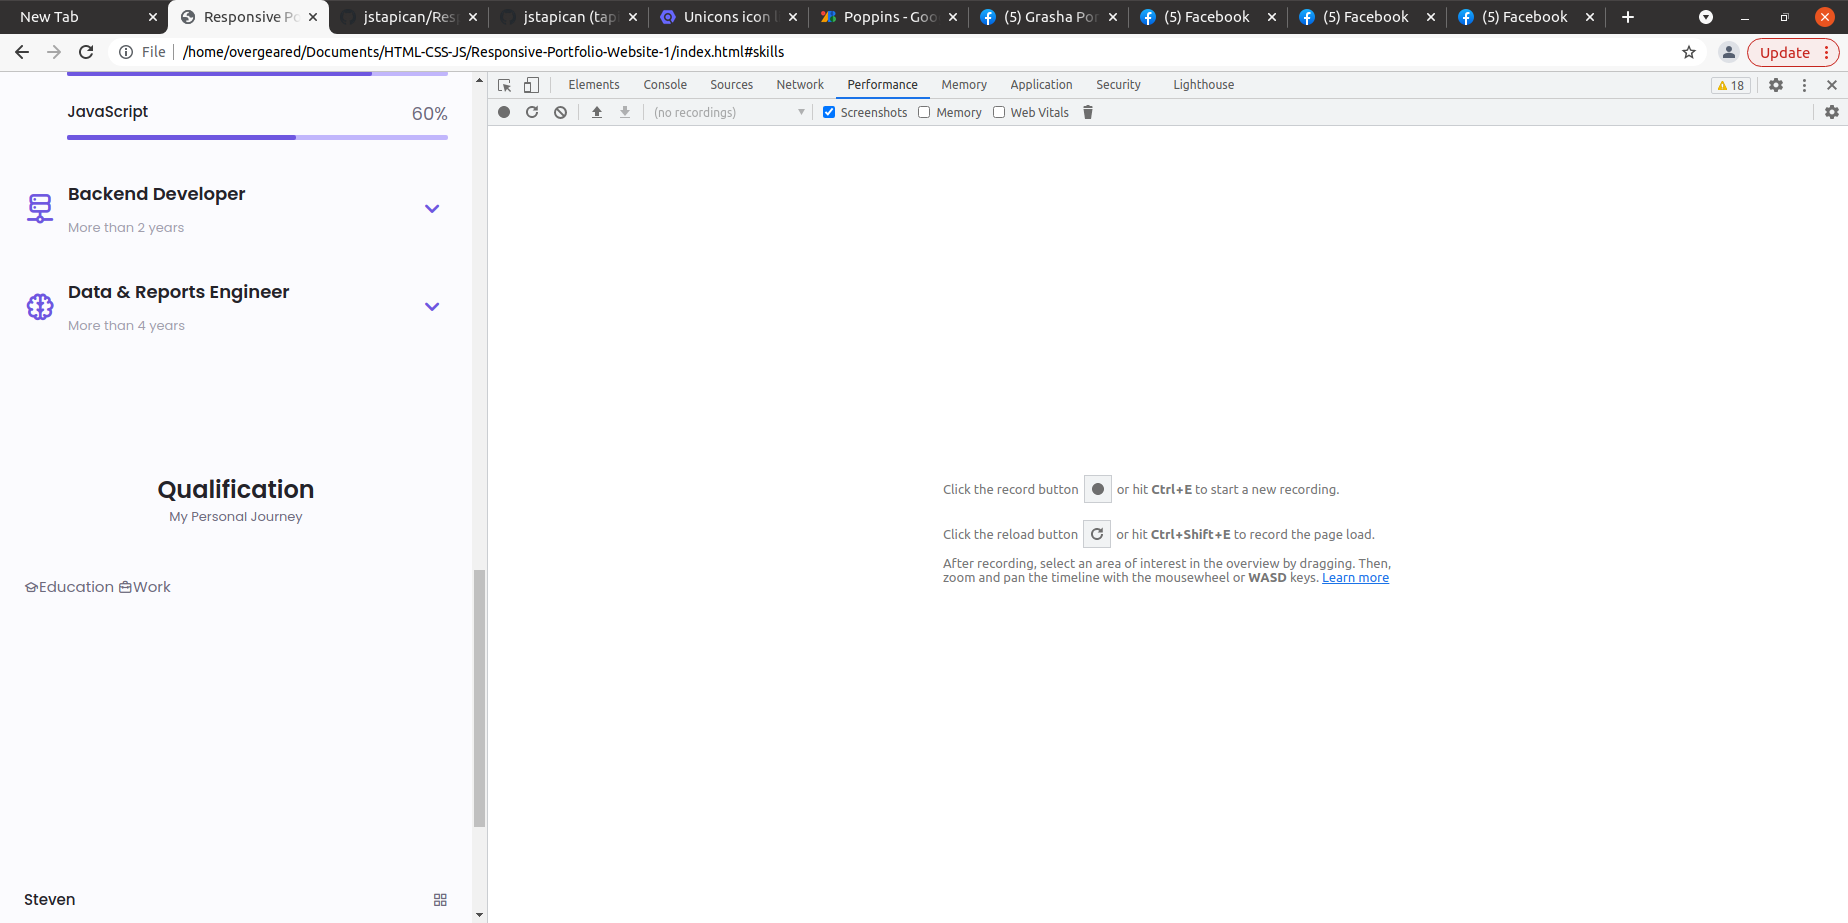 New Tab
Responsive Po
jstapican/Resp
jstapican (tap
Unicons icon l
Poppins - Goo
(5) Grasha Por
(5) Facebook
(5) Facebook
(5) Facebook
File
/home/overgeared/Documents/HTML-CSS-JS/Responsive-Portfolio-Website-1/index.html#skills
Update
JavaScript
60%
Backend Developer
More than 2 years
Data & Reports Engineer
More than 4 years
Qualification
My Personal Journey
Education Work
Steven
Elements Console Sources Network Performance Memory Application Security Lighthouse
18
(no recordings)
Screenshots
Memory
Web Vitals
Click the record button or hit Ctrl+E to start a new recording.
Click the reload button or hit Ctrl+Shift+E to record the page load.
After recording, select an area of interest in the overview by dragging. Then,
zoom and pan the timeline with the mousewheel or WASD keys. Learn more